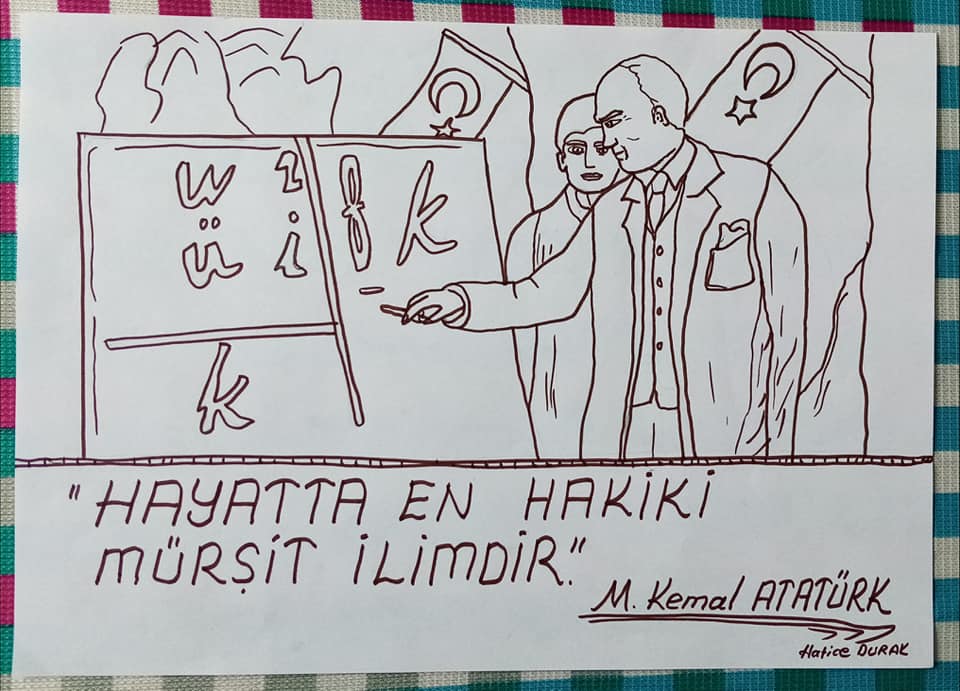 w
ü
k
i
k
"HAYATTA EN HAKİKİ
MÜRŞİT İLİMDİR."
M. Kemal ATATÜRK
Hatice DURAK